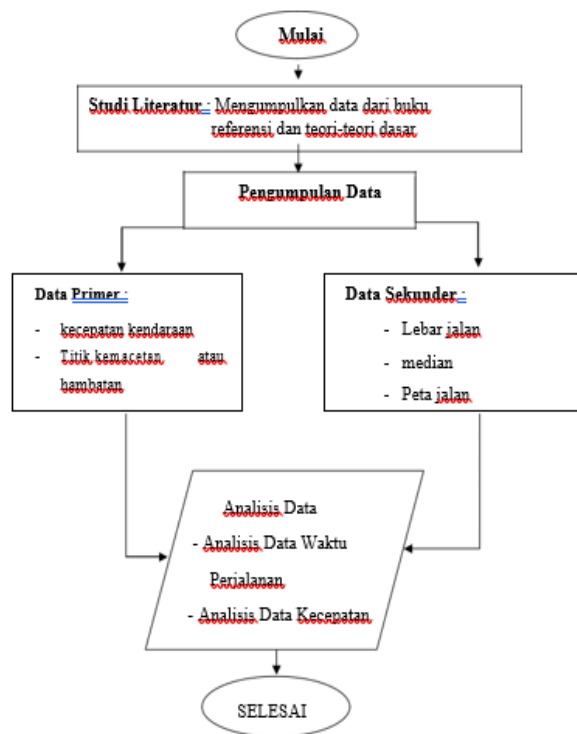 Mulai
Studi Literatur : Mengumpulkan data dari buku
referensi dan teori-teori dasar
Pengumpulan Data
Data Primer :
- kecepatan kendaraan
- Titik kemacetan atau
hambatan
Data Sekunder :
- Lebar jalan
- median
- Peta jalan
Analisis Data
- Analisis Data Waktu
Perjalanan
- Analisis Data Kecepatan
SELESAI